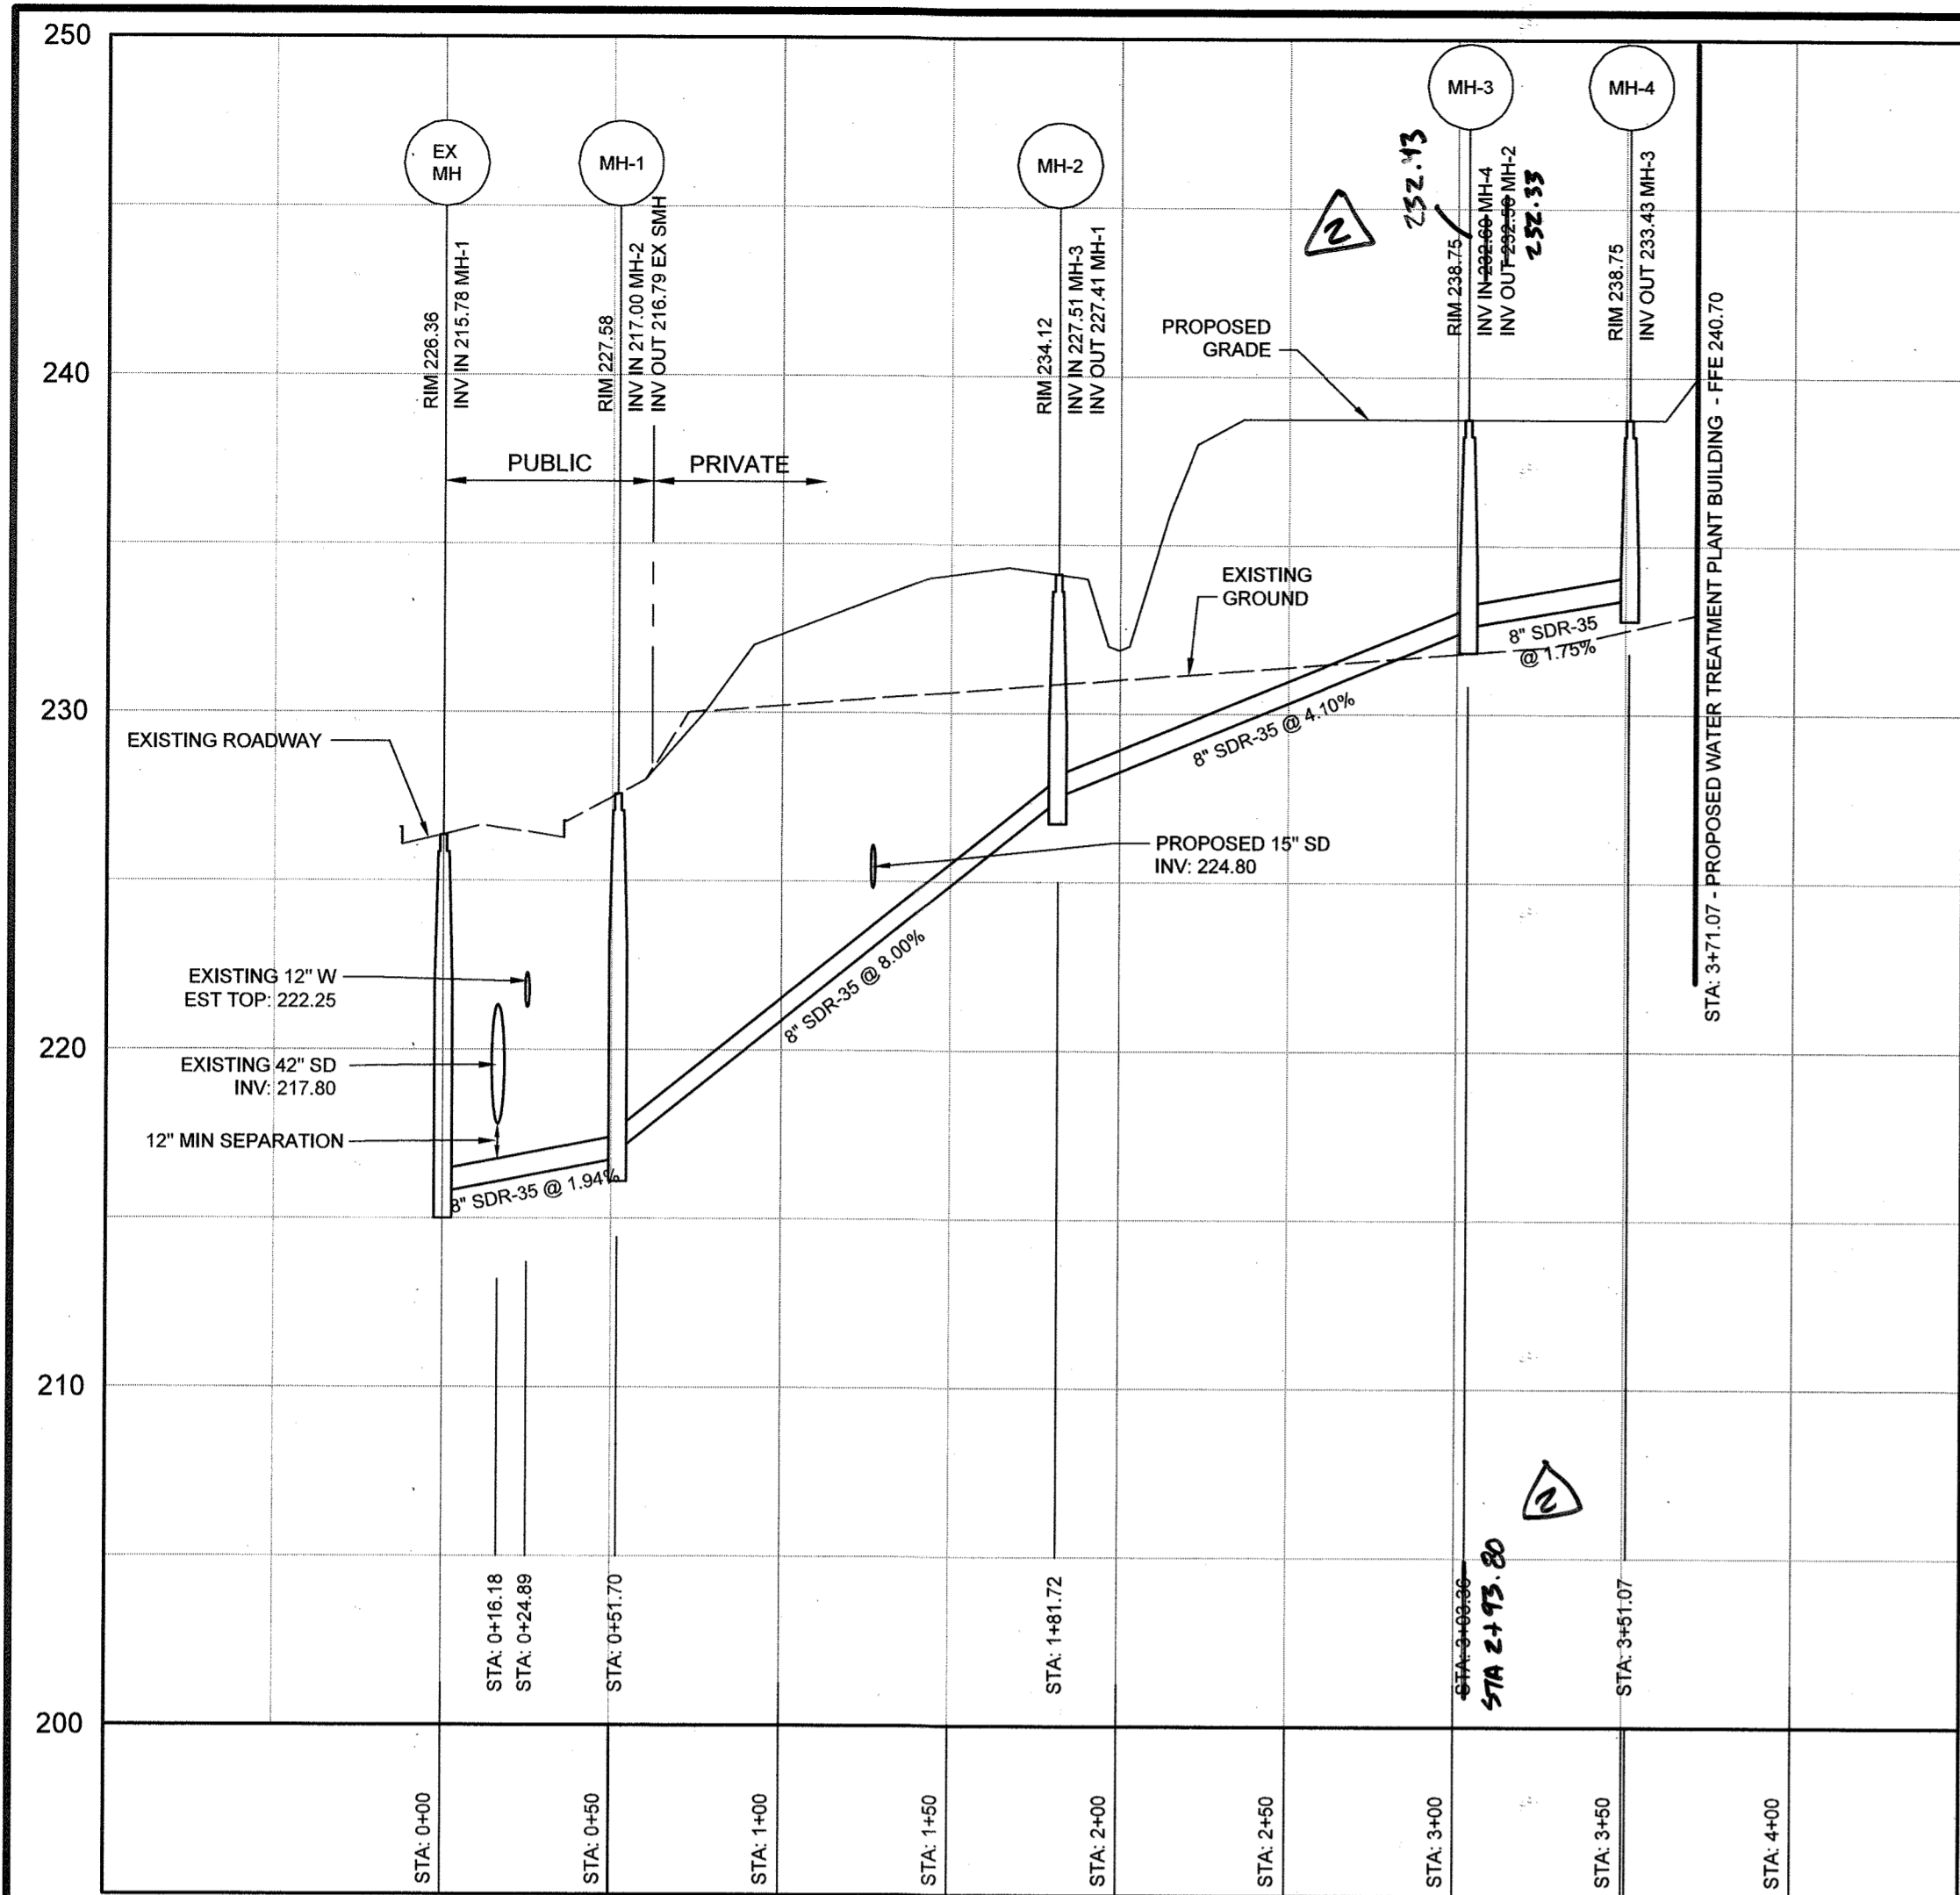 250
240
230
220
210
200
EX
MH
MH-1
MH-2
MH-3
MH-4
RIM 226.36
INV IN 215.78 MH-1
RIM 227.58
INV IN 217.00 MH-2
INV OUT 216.79 EX SMH
RIM 234.12
INV IN 227.51 MH-3
INV OUT 227.41 MH-1
2
232.43
RIM 238.75
INV IN 232.60 MH-4
INV OUT 232.50 MH-2
232.33
RIM 238.75
INV OUT 233.43 MH-3
PROPOSED
GRADE
PUBLIC
PRIVATE
EXISTING
GROUND
8" SDR-35
@ 1.75%
8" SDR-35 @ 4.10%
EXISTING ROADWAY
PROPOSED 15" SD
INV: 224.80
8" SDR-35 @ 8.00%
EXISTING 12" W
EST TOP: 222.25
EXISTING 42" SD
INV: 217.80
12" MIN SEPARATION
8" SDR-35 @ 1.94%
STA: 3+71.07 - PROPOSED WATER TREATMENT PLANT BUILDING - FFE 240.70
2
STA: 0+16.18
STA: 0+24.89
STA: 0+51.70
STA: 1+81.72
STA: 3+03.36
STA 2+93.80
STA: 3+51.07
STA: 0+00
STA: 0+50
STA: 1+00
STA: 1+50
STA: 2+00
STA: 2+50
STA: 3+00
STA: 3+50
STA: 4+00